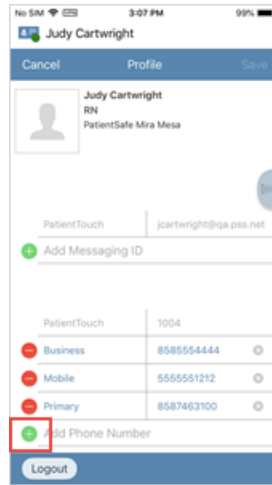 No SIM 3:07 PM 99%
Judy Cartwright
Cancel Profile Save
Judy Cartwright
RN
PatientSafe Mira Mesa
PatientTouch jcartwright@qa.pss.net
Add Messaging ID
PatientTouch 1004
Business 8585554444
Mobile 5555551212
Primary 8587463100
Add Phone Number
Logout